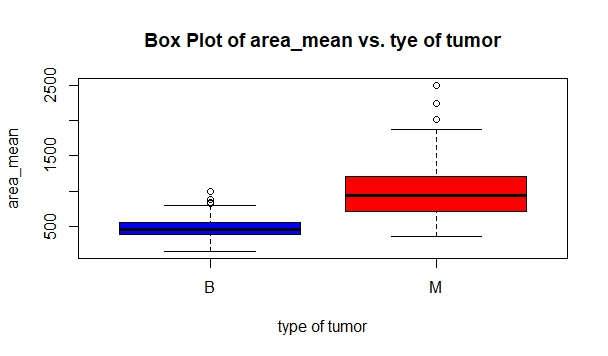 Box Plot of area_mean vs. tye of tumor
area_mean
2500
1500
500
B
M
type of tumor